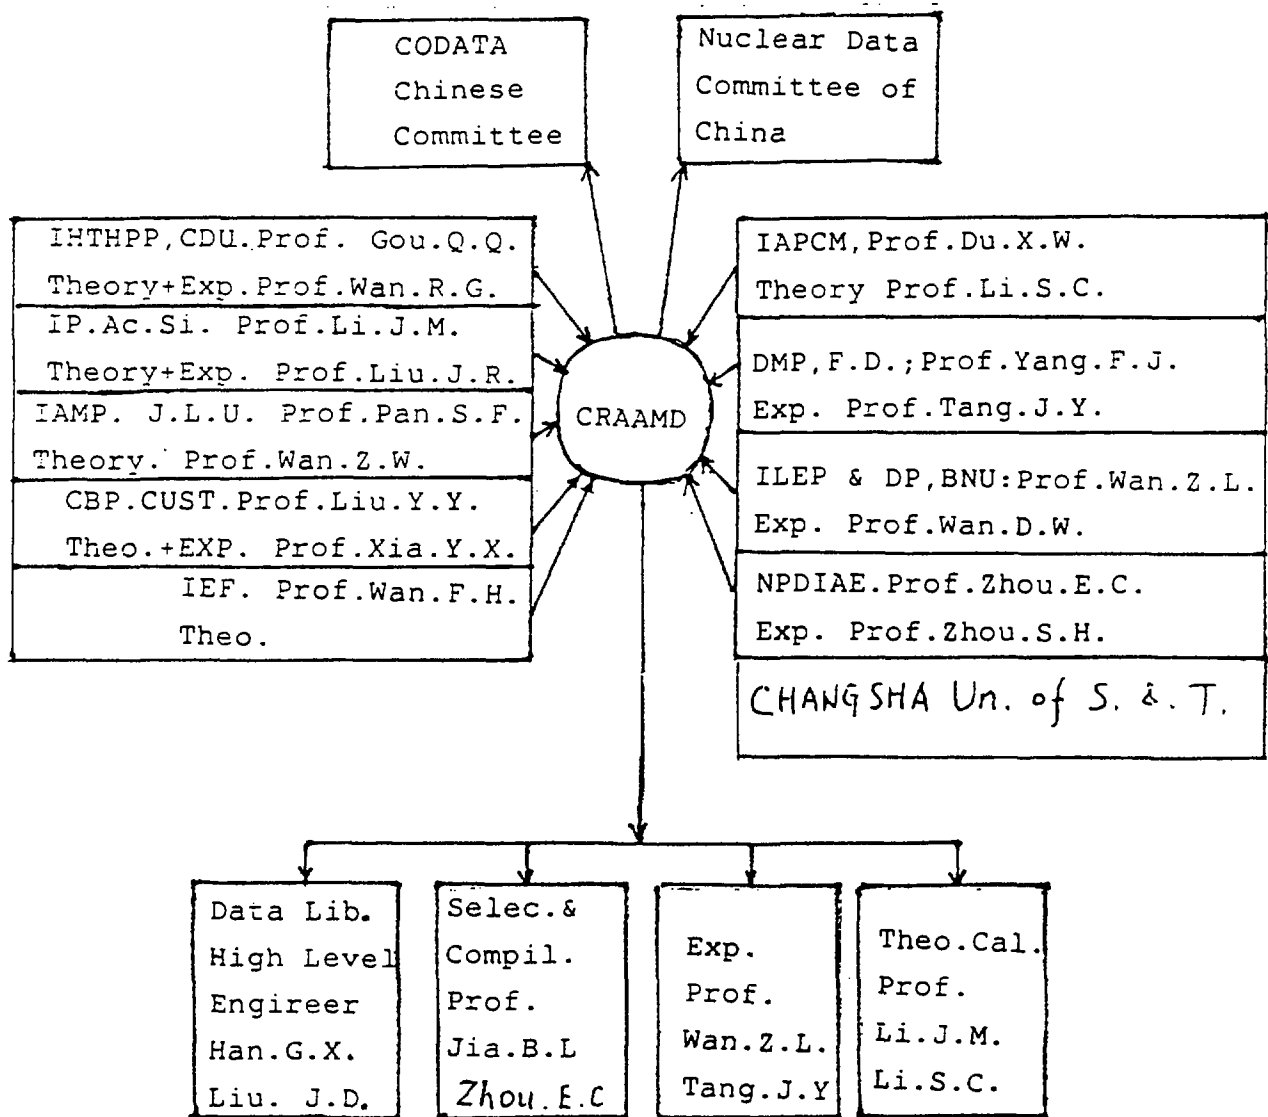 CODATA
Chinese
Committee
Nuclear Data
Committee of
China
IHTHPP,CDU.Prof. Gou.Q.Q.
Theory+Exp.Prof.Wan.R.G.
IP.Ac.Si. Prof.Li.J.M.
Theory+Exp. Prof.Liu.J.R.
IAMP. J.L.U. Prof.Pan.S.F.
Theory. Prof.Wan.Z.W.
CBP.CUST.Prof.Liu.Y.Y.
Theo.+EXP. Prof.Xia.Y.X.
IEF. Prof.Wan.F.H.
Theo.
CRAAMD
IAPCM,Prof.Du.X.W.
Theory Prof.Li.S.C.
DMP,F.D.;Prof.Yang.F.J.
Exp. Prof.Tang.J.Y.
ILEP & DP,BNU:Prof.Wan.Z.L.
Exp. Prof.Wan.D.W.
NPDIAE.Prof.Zhou.E.C.
Exp. Prof.Zhou.S.H.
CHANGSHA Un. of S. &. T.
Data Lib.
High Level
Engireer
Han.G.X.
Liu. J.D.
Selec.&
Compil.
Prof.
Jia.B.L
Zhou.E.C
Exp.
Prof.
Wan.Z.L.
Tang.J.Y
Theo.Cal.
Prof.
Li.J.M.
Li.S.C.